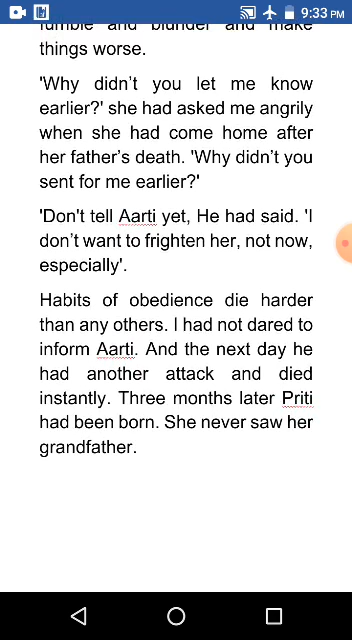 9:33 PM
fumble and blunder and make
things worse.
'Why didn't you let me know
earlier?' she had asked me angrily
when she had come home after
her father's death. 'Why didn't you
sent for me earlier?'
'Don't tell Aarti yet, He had said. 'I
don't want to frighten her, not now,
especially'.
Habits of obedience die harder
than any others. I had not dared to
inform Aarti. And the next day he
had another attack and died
instantly. Three months later Priti
had been born. She never saw her
grandfather.